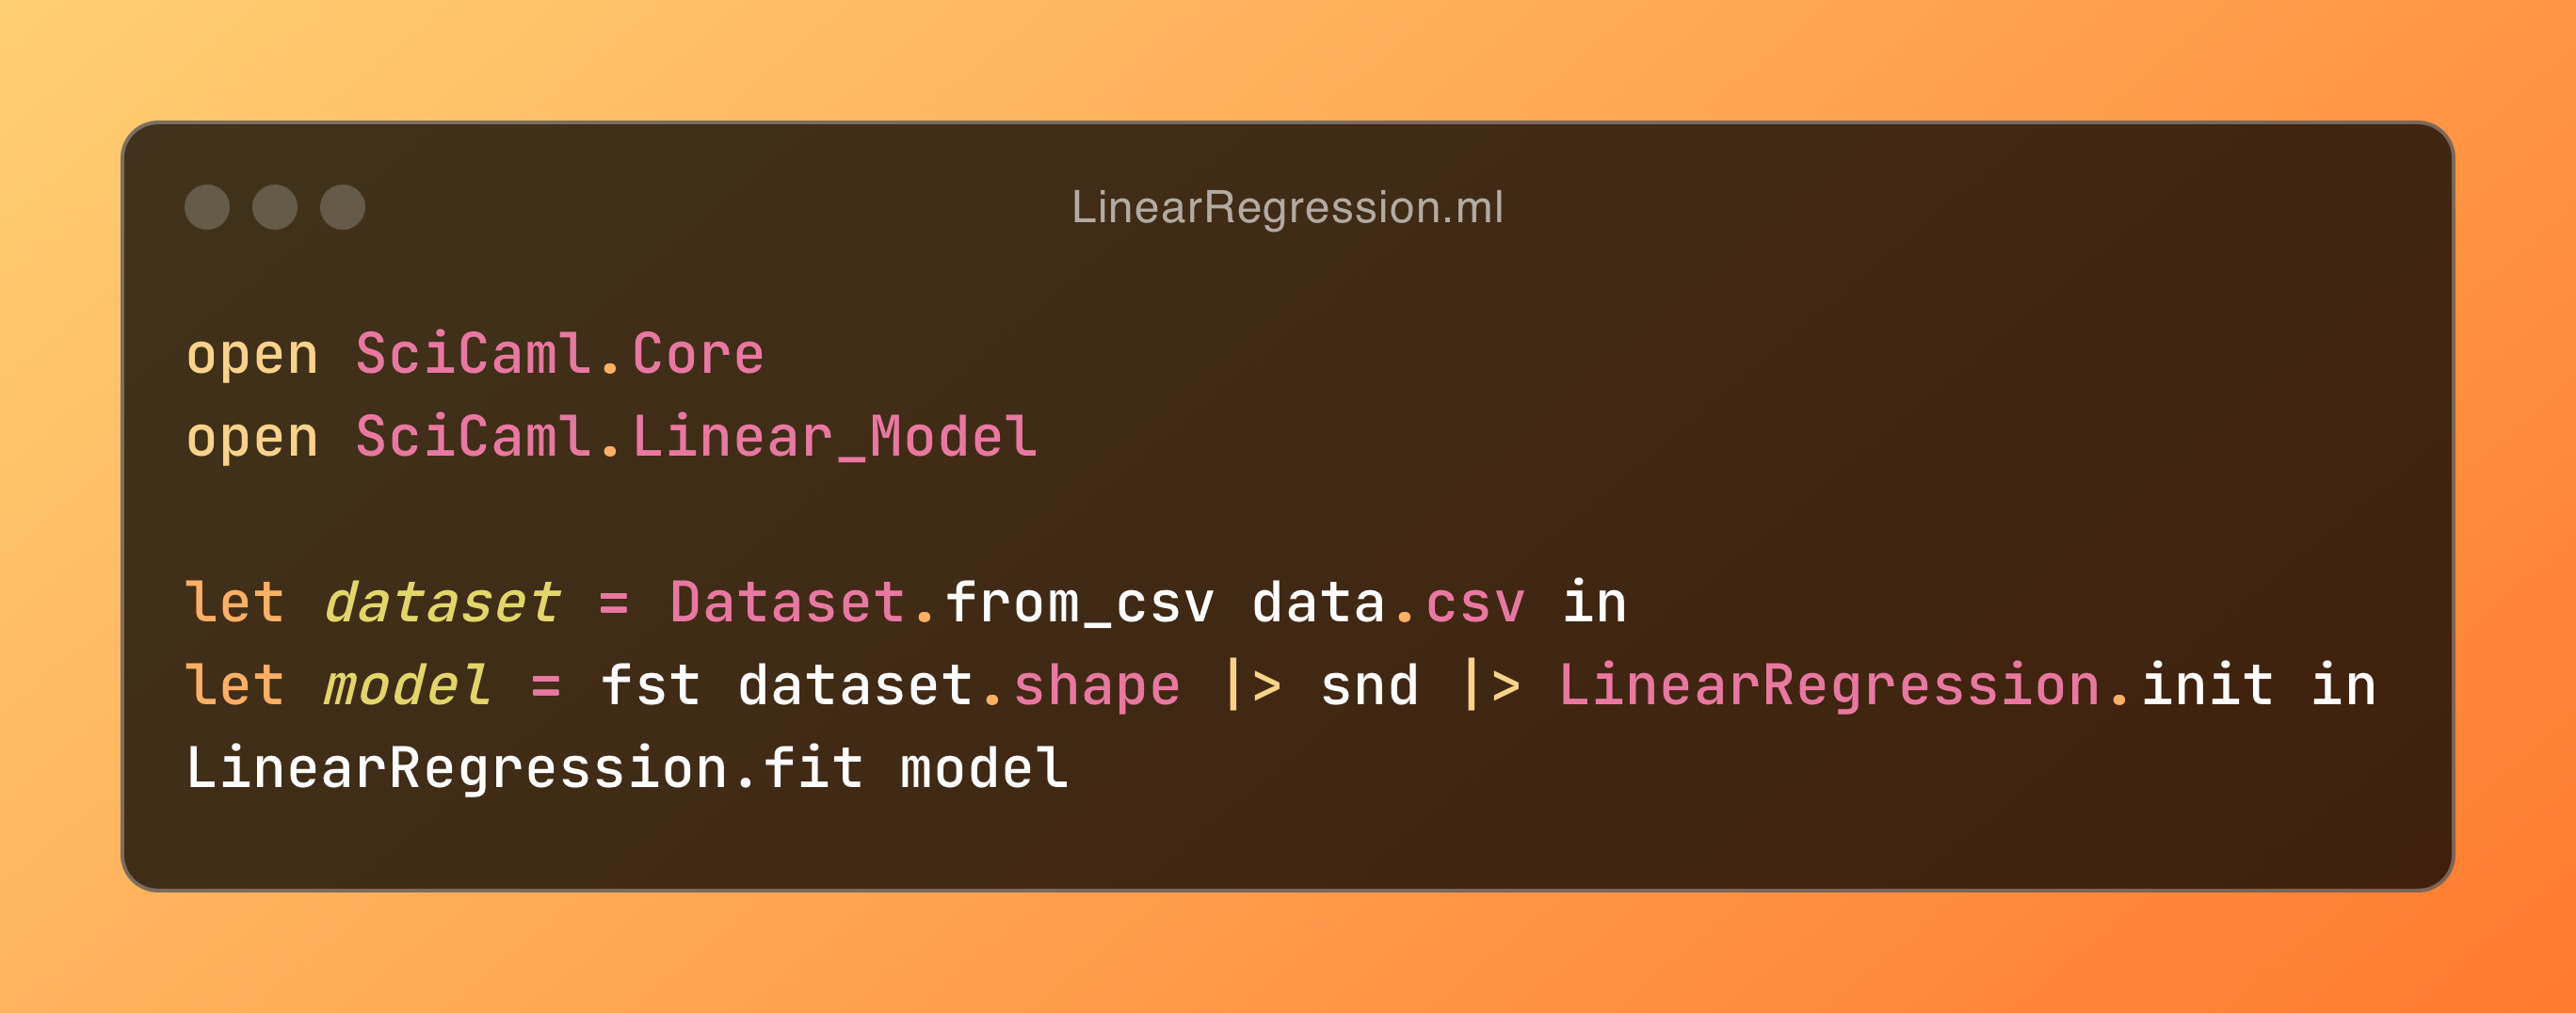 LinearRegression.ml
open SciCaml.Core
open SciCaml.Linear_Model
let dataset = Dataset.from_csv data.csv in
let model = fst dataset.shape |> snd |> LinearRegression.init in
LinearRegression.fit model